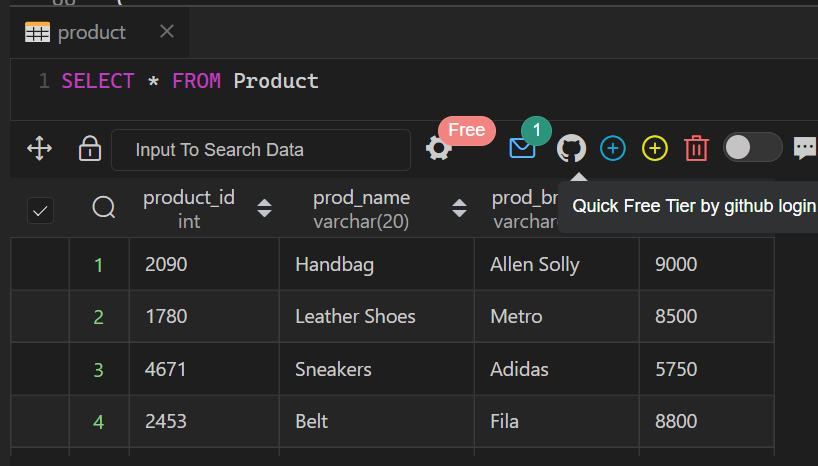 product
1 SELECT * FROM Product
Input To Search Data
Free
1
product_id
int
prod_name
varchar(20)
prod_br
varchar
Quick Free Tier by github login
1 2090 Handbag Allen Solly 9000
2 1780 Leather Shoes Metro 8500
3 4671 Sneakers Adidas 5750
4 2453 Belt Fila 8800